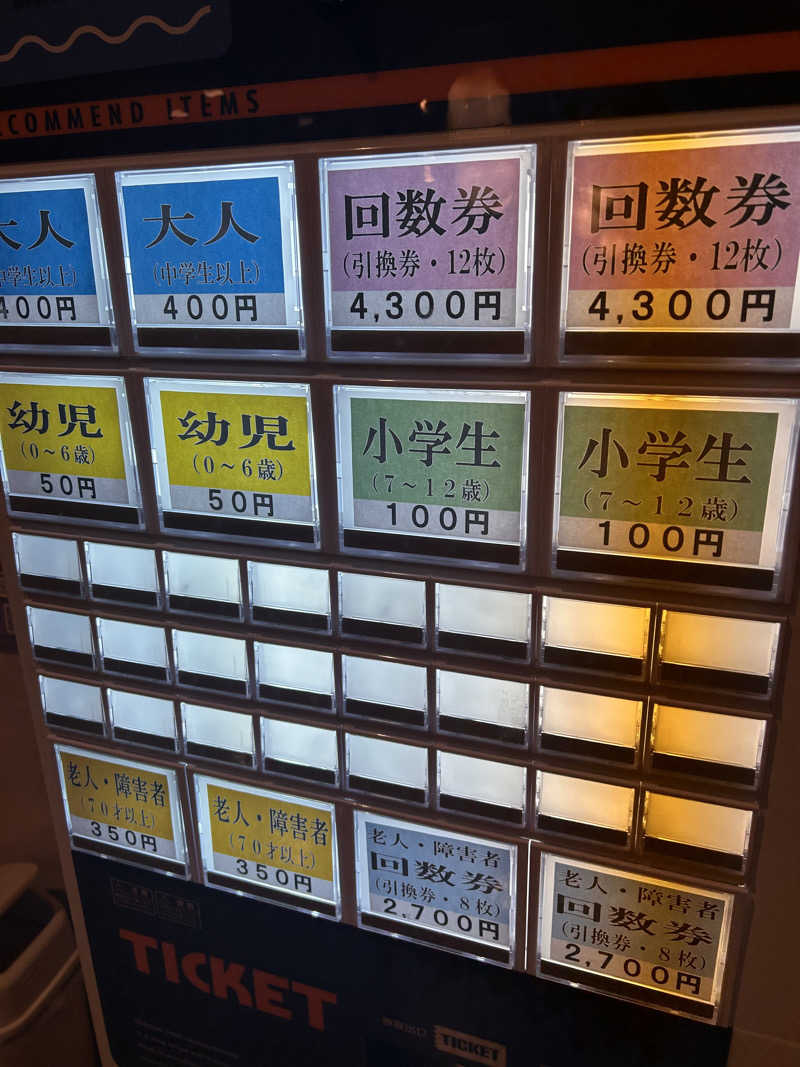 COMMEND ITEMS
大人
(中学生以上)
400円
大人
(中学生以上)
400円
回数券
(引換券・12枚)
4,300円
回数券
(引換券・12枚)
4,300円
幼児
(0～6歳)
50円
幼児
(0～6歳)
50円
小学生
(7～12歳)
100円
小学生
(7～12歳)
100円
老人・障害者
(70才以上)
350円
老人・障害者
(70才以上)
350円
老人・障害者
回数券
(引換券・8枚)
2,700円
老人・障害者
回数券
(引換券・8枚)
2,700円
TICKET
TICKET